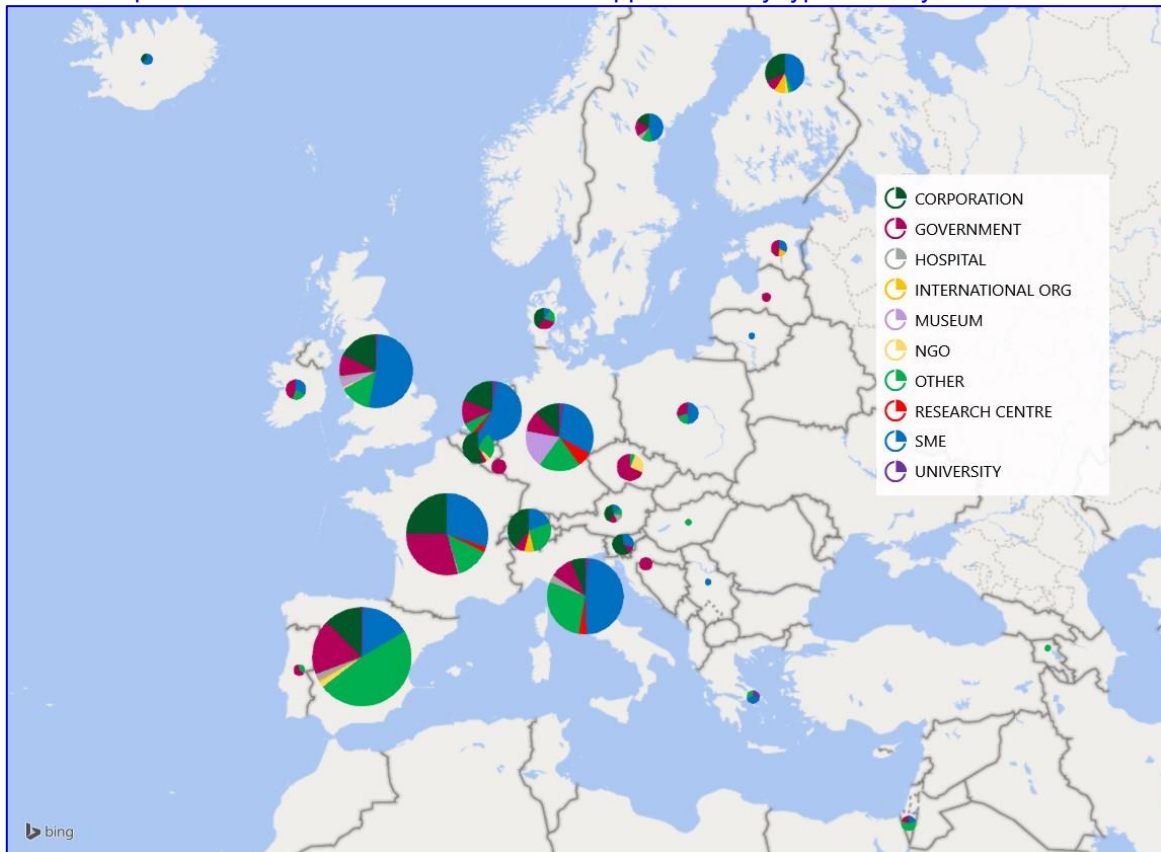 CORPORATION
GOVERNMENT
HOSPITAL
INTERNATIONAL ORG
MUSEUM
NGO
OTHER
RESEARCH CENTRE
SME
UNIVERSITY
bing